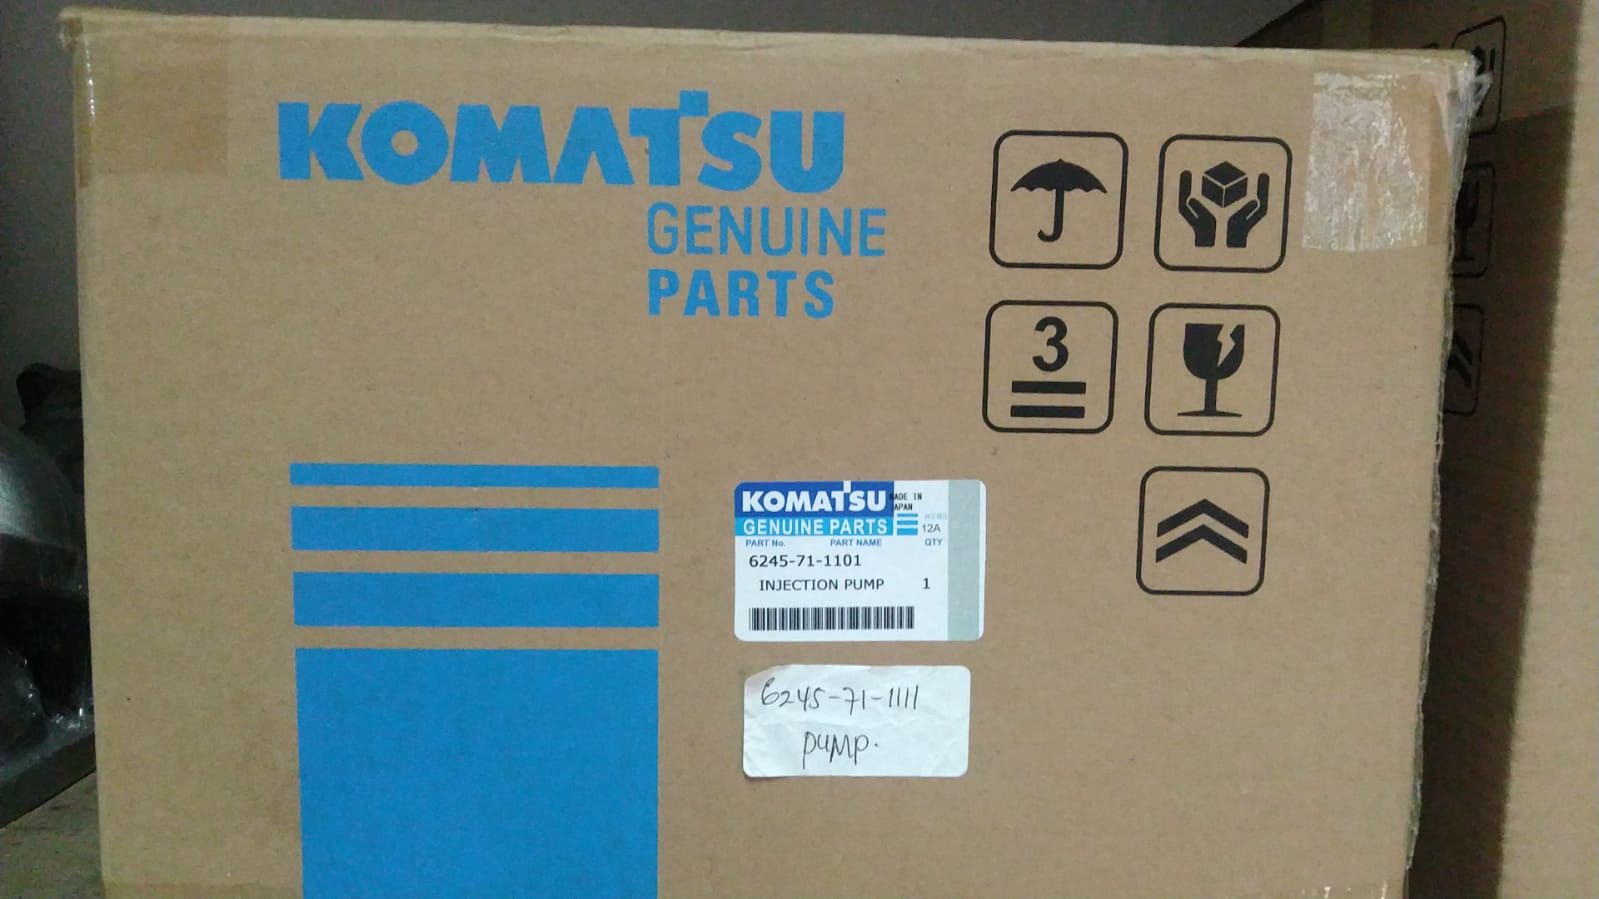 KOMATSU
GENUINE
PARTS
3
KOMATSU
MADE IN
JAPAN
GENUINE PARTS
12A
PART No. PART NAME QTY
6245-71-1101
INJECTION PUMP 1
6245-71-1111
pump.